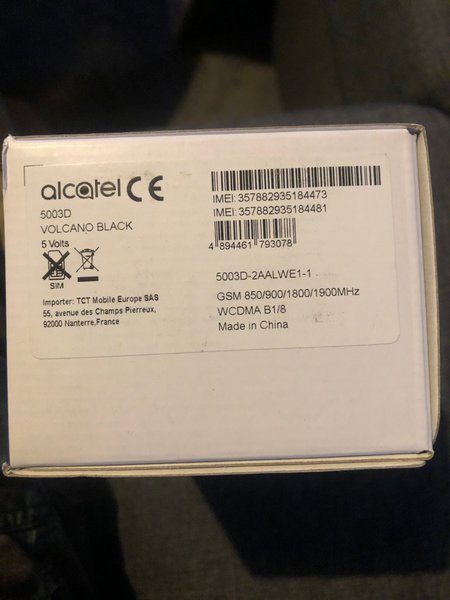 alcatel CE
5003D
VOLCANO BLACK
5 Volts
SIM
Importer: TCT Mobile Europe SAS
55, avenue des Champs Pierreux,
92000 Nanterre,France
IMEI: 357882935184473
IMEI: 357882935184481
4 894461 793078
5003D-2AALWE1-1
GSM 850/900/1800/1900MHz
WCDMA B1/8
Made in China